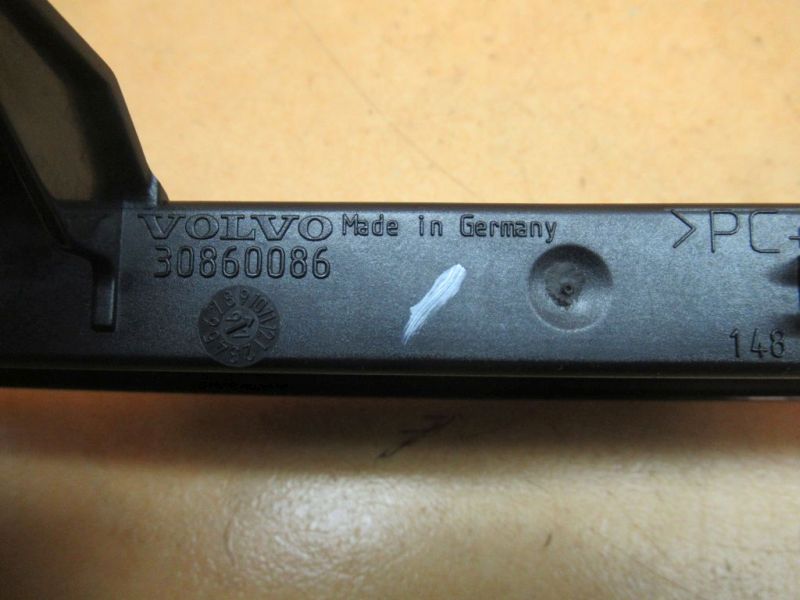 VOLVO Made in Germany
30860086
>PC+
148